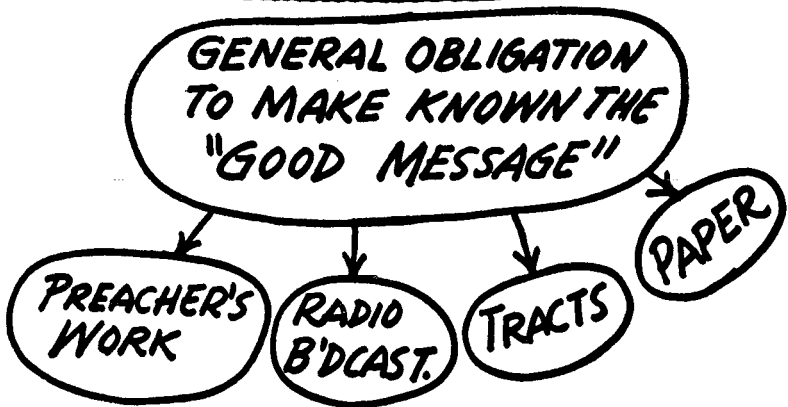 GENERAL OBLIGATION
TO MAKE KNOWN THE
"GOOD MESSAGE"
PREACHER'S
WORK
RADIO
B'DCAST.
TRACTS
PAPER